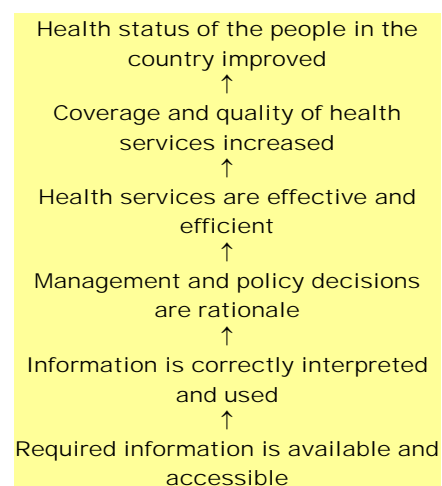 Health status of the people in the
country improved
↑
Coverage and quality of health
services increased
↑
Health services are effective and
efficient
↑
Management and policy decisions
are rationale
↑
Information is correctly interpreted
and used
↑
Required information is available and
accessible